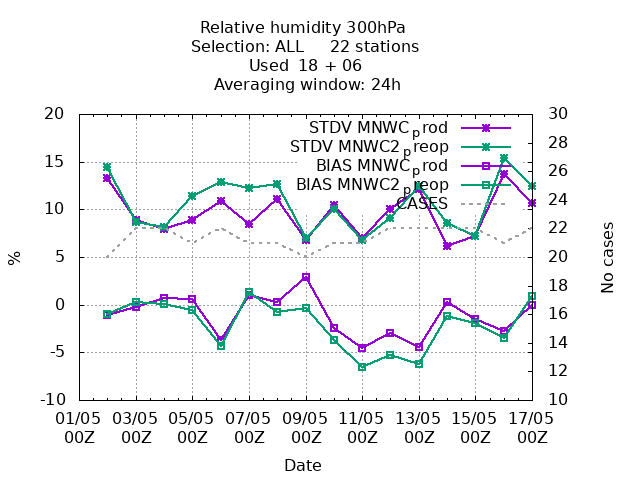 Relative humidity 300hPa
Selection: ALL     22 stations
Used  18 + 06
Averaging window: 24h
20
15
10
5
0
-5
-10
%
30
28
26
24
22
20
18
16
14
12
10
No cases
STDV MNWC_prod
STDV MNWC2_preop
BIAS MNWC_prod
BIAS MNWC2_preop
CASES
01/05 03/05 05/05 07/05 09/05 11/05 13/05 15/05 17/05
00Z 00Z 00Z 00Z 00Z 00Z 00Z 00Z 00Z
Date